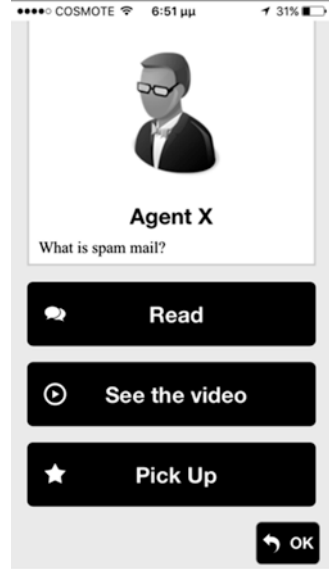 COSMOTE 6:51 μμ 31%
Agent X
What is spam mail?
Read
See the video
Pick Up
OK